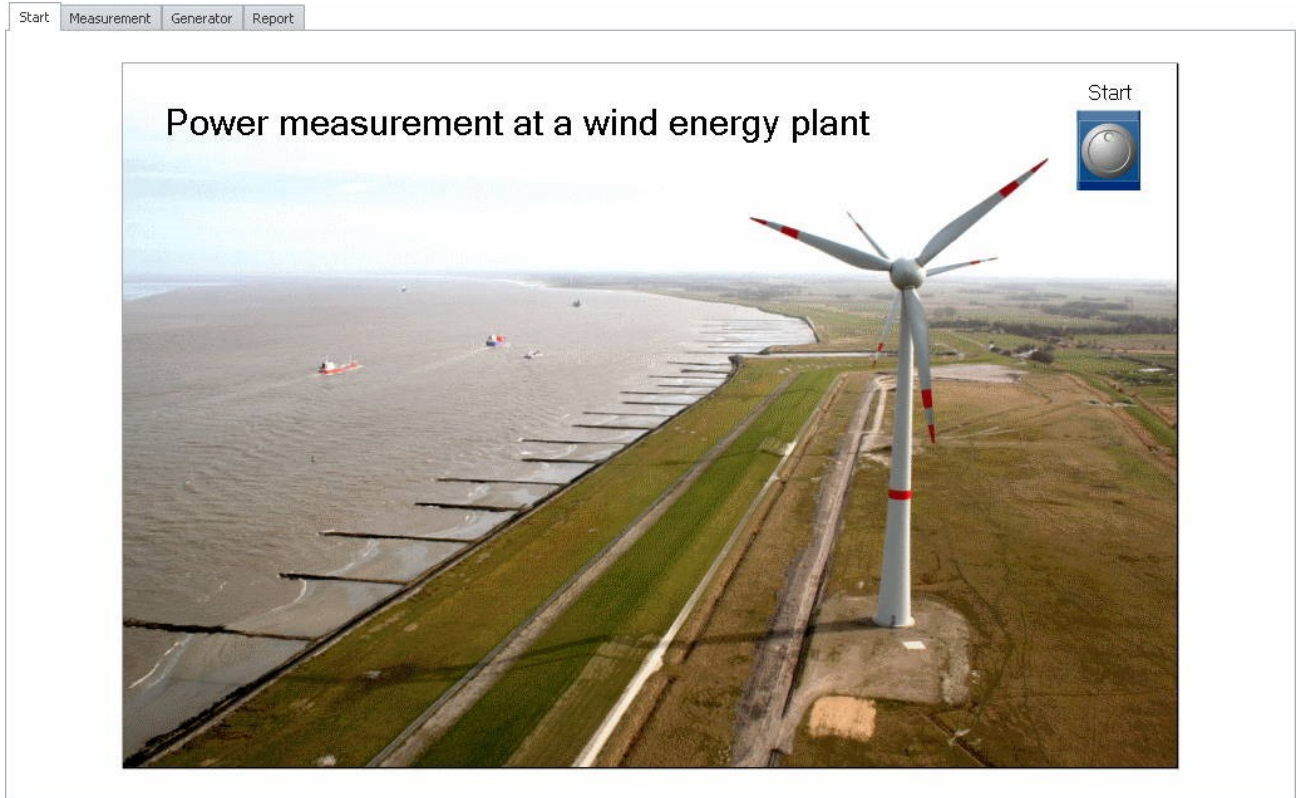 Start
Measurement
Generator
Report
Power measurement at a wind energy plant
Start